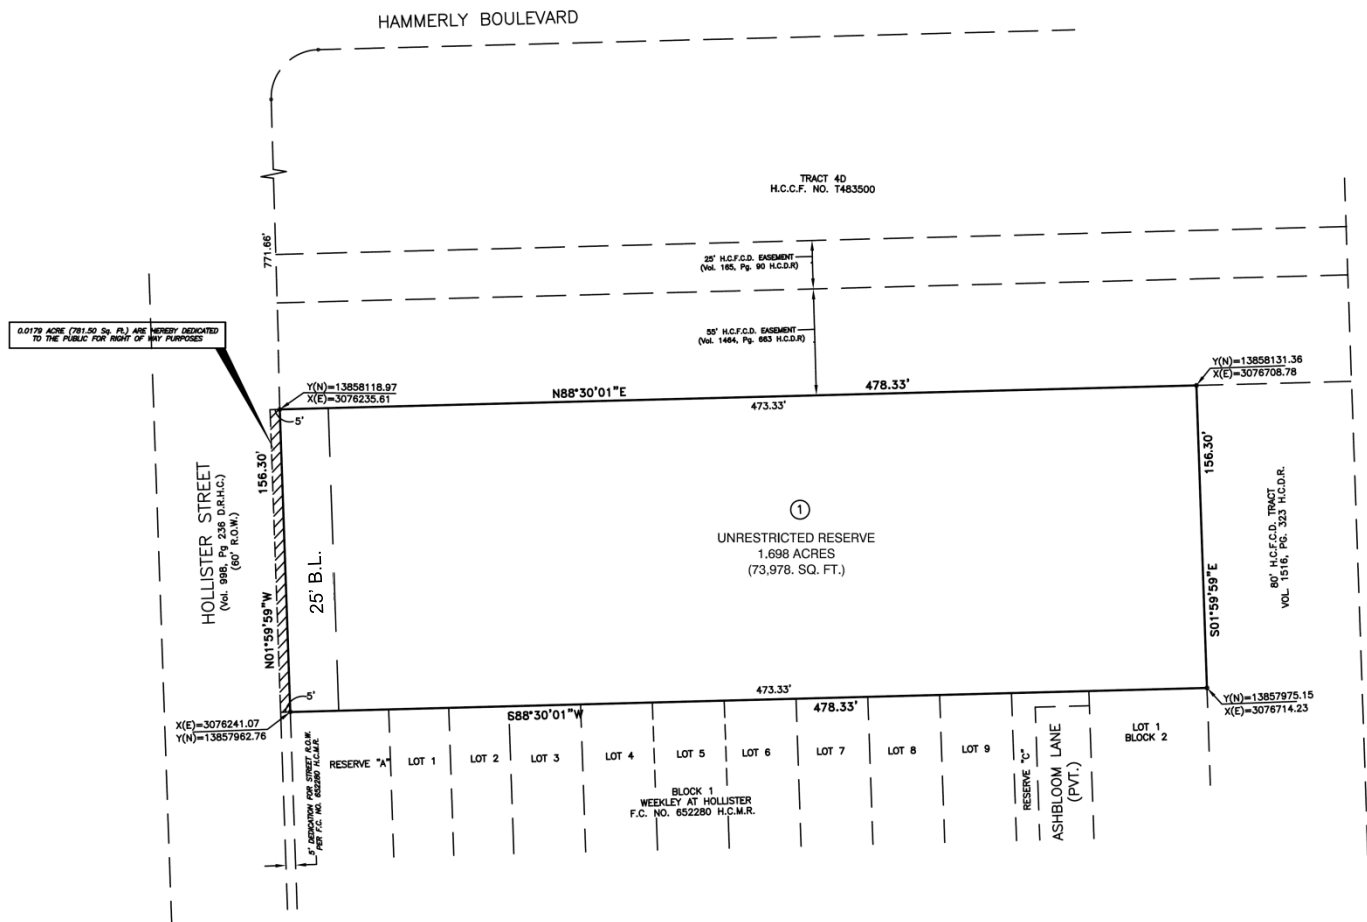 HAMMERLY BOULEVARD
TRACT 4D
H.C.C.F. NO. T483500
771.66'
25' H.C.F.C.D. EASEMENT
(Vol. 165, Pg. 90 H.C.D.R)
0.0179 ACRE (781.50 Sq. Ft.) ARE HEREBY DEDICATED
TO THE PUBLIC FOR RIGHT OF WAY PURPOSES
55' H.C.F.C.D. EASEMENT
(Vol. 1464, Pg. 663 H.C.D.R)
Y(N)=13858118.97
X(E)=3076235.61
N88°30'01"E
478.33'
473.33'
Y(N)=13858131.36
X(E)=3076708.78
5'
156.30'
N01°59'59"W
HOLLISTER STREET
(Vol. 998, Pg 236 D.R.H.C.)
(60' R.O.W.)
25' B.L.
1
UNRESTRICTED RESERVE
1.698 ACRES
(73,978. SQ. FT.)
156.30'
S01°59'59"E
80' H.C.F.C.D. TRACT
VOL. 1516, PG. 323 H.C.D.R.
5'
473.33'
S88°30'01"W
478.33'
X(E)=3076241.07
Y(N)=13857962.76
Y(N)=13857975.15
X(E)=3076714.23
5' DEDICATION FOR STREET R.O.W.
PER F.C. NO. 652280 H.C.M.R.
RESERVE "A"
LOT 1
LOT 2
LOT 3
LOT 4
LOT 5
LOT 6
LOT 7
LOT 8
LOT 9
RESERVE "C"
ASHBLOOM LANE
(PVT.)
LOT 1
BLOCK 2
BLOCK 1
WEEKLEY AT HOLLISTER
F.C. NO. 652280 H.C.M.R.